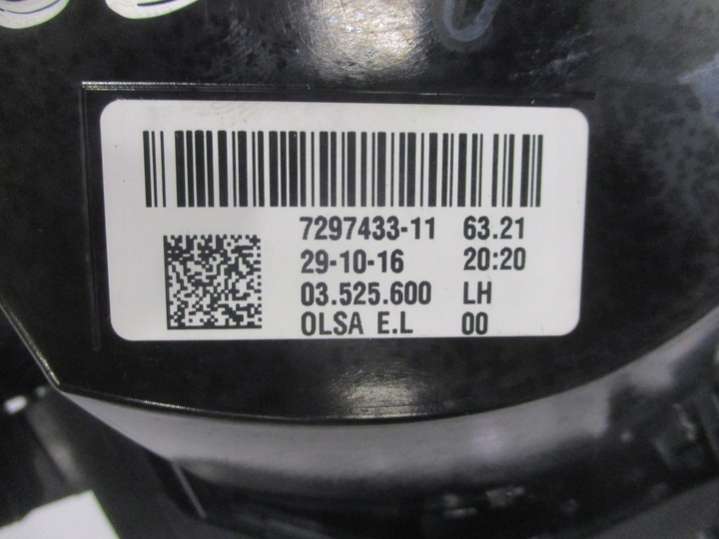 7297433-11 63.21
29-10-16 20:20
03.525.600 LH
OLSA E.L 00